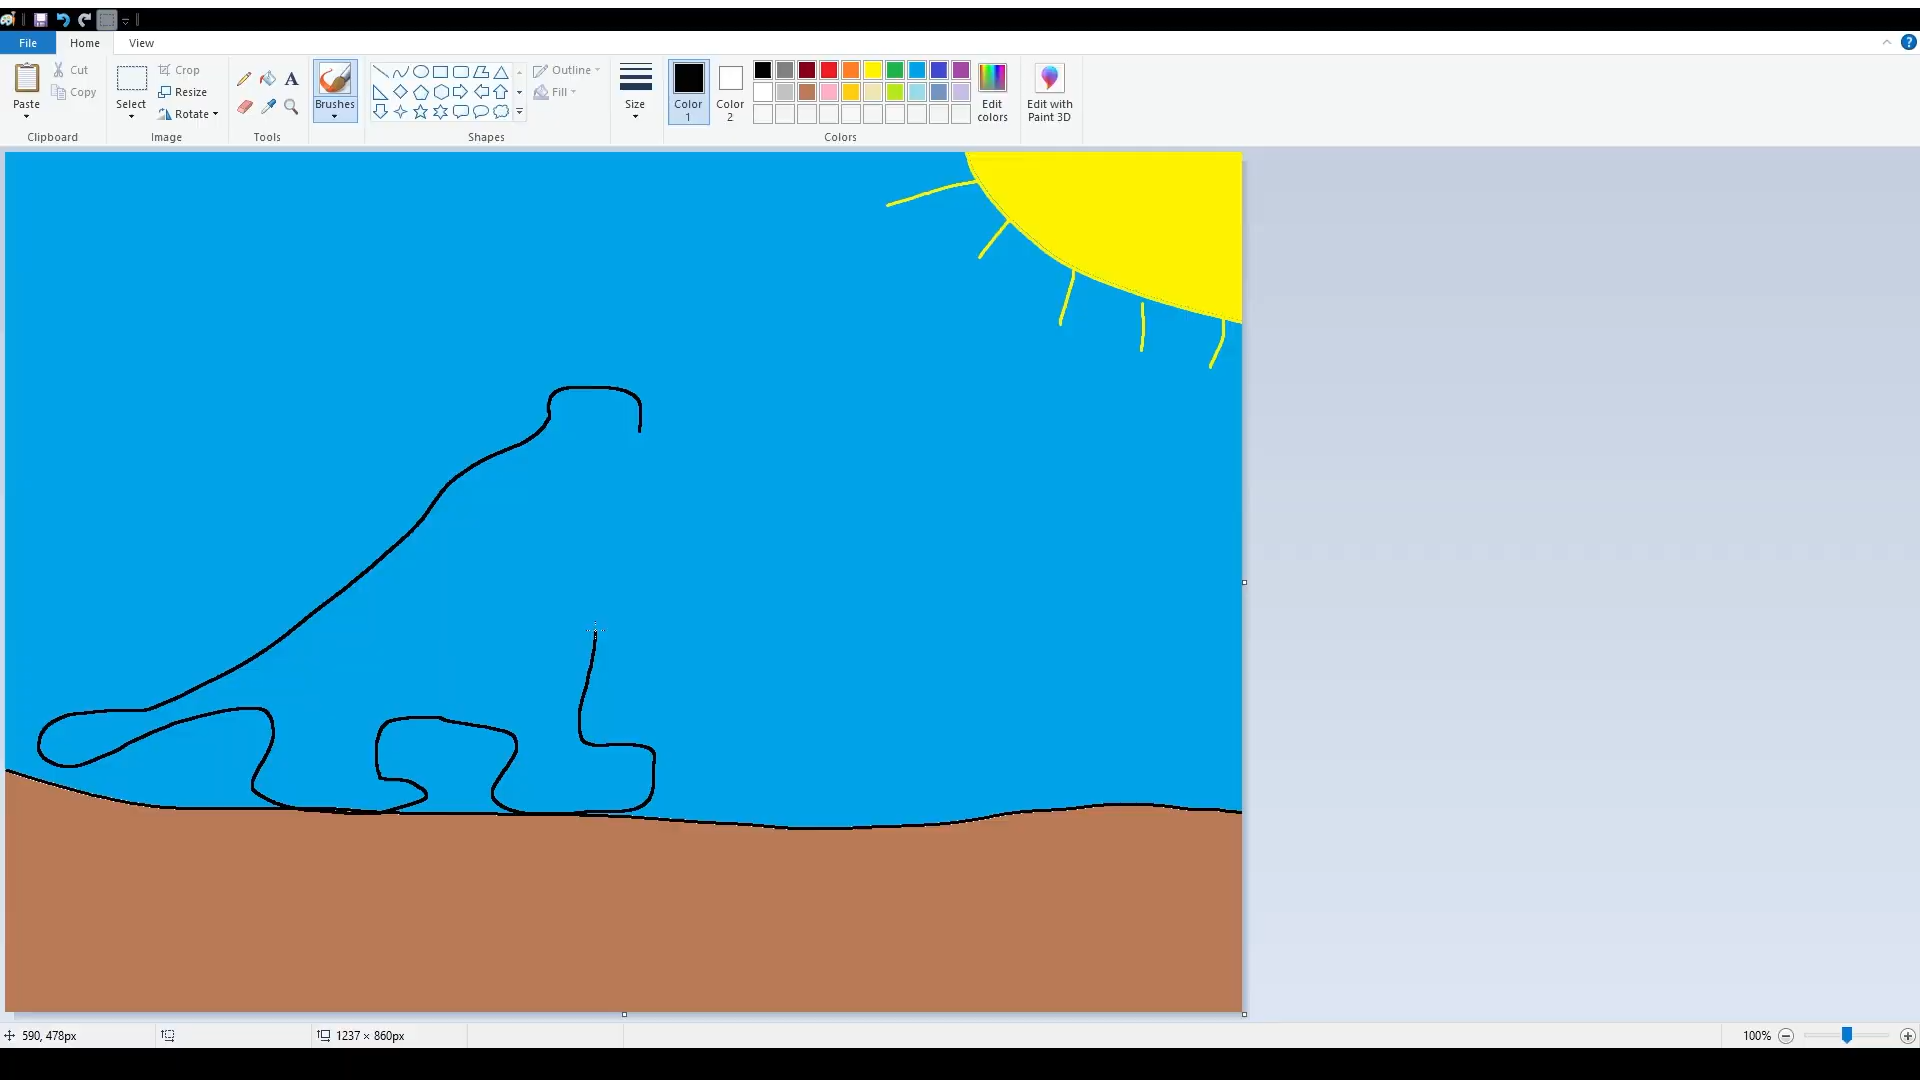 File Home View
Paste
Cut
Copy
Clipboard
Select
Crop
Resize
Rotate
Image
A
Tools
Brushes
Outline
Fill
Shapes
Size
Color
1
Color
2
Edit
colors
Colors
Edit with
Paint 3D
?
590, 478px 1237 × 860px 100%